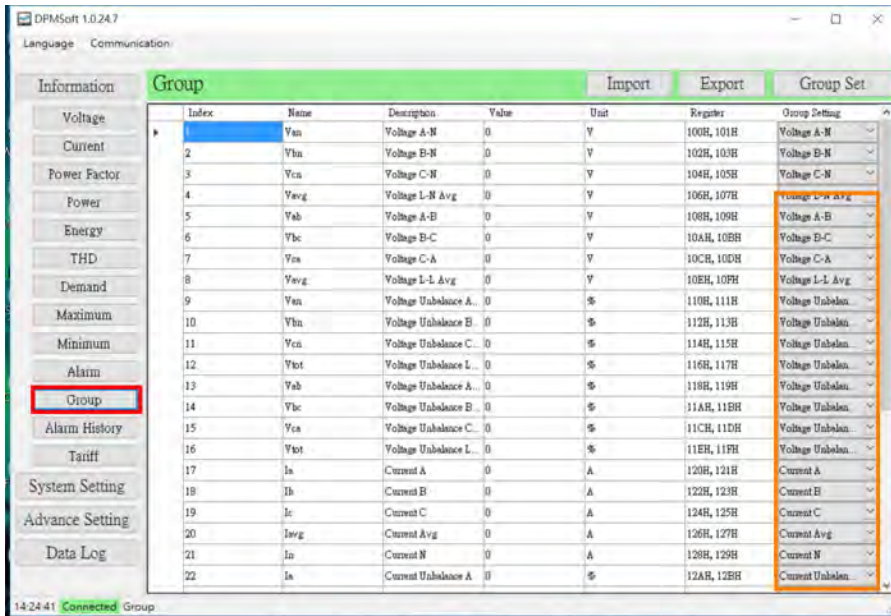 DPMSoft 1.0.24.7
Language Communication
Information Group Import Export Group Set
Voltage
Current
Power Factor
Power
Energy
THD
Demand
Maximum
Minimum
Alarm
Group
Alarm History
Tariff
System Setting
Advance Setting
Data Log
Index Name Description Value Unit Register Group Setting
1 Van Voltage A-N 0 V 100H, 101H Voltage A-N
2 Vbn Voltage B-N 0 V 102H, 103H Voltage B-N
3 Vcn Voltage C-N 0 V 104H, 105H Voltage C-N
4 Vavg Voltage L-N Avg 0 V 106H, 107H Voltage L-N Avg
5 Vab Voltage A-B 0 V 108H, 109H Voltage A-B
6 Vbc Voltage B-C 0 V 10AH, 10BH Voltage B-C
7 Vca Voltage C-A 0 V 10CH, 10DH Voltage C-A
8 Vavg Voltage L-L Avg 0 V 10EH, 10FH Voltage L-L Avg
9 Van Voltage Unbalance A... 0 % 110H, 111H Voltage Unbalan...
10 Vbn Voltage Unbalance B... 0 % 112H, 113H Voltage Unbalan...
11 Vcn Voltage Unbalance C... 0 % 114H, 115H Voltage Unbalan...
12 Vtot Voltage Unbalance L... 0 % 116H, 117H Voltage Unbalan...
13 Vab Voltage Unbalance A... 0 % 118H, 119H Voltage Unbalan...
14 Vbc Voltage Unbalance B... 0 % 11AH, 11BH Voltage Unbalan...
15 Vca Voltage Unbalance C... 0 % 11CH, 11DH Voltage Unbalan...
16 Vtot Voltage Unbalance L... 0 % 11EH, 11FH Voltage Unbalan...
17 Ia Current A 0 A 120H, 121H Current A
18 Ib Current B 0 A 122H, 123H Current B
19 Ic Current C 0 A 124H, 125H Current C
20 Iavg Current Avg 0 A 126H, 127H Current Avg
21 In Current N 0 A 128H, 129H Current N
22 Ia Current Unbalance A 0 % 12AH, 12BH Current Unbalan...
14:24:41 Connected Group